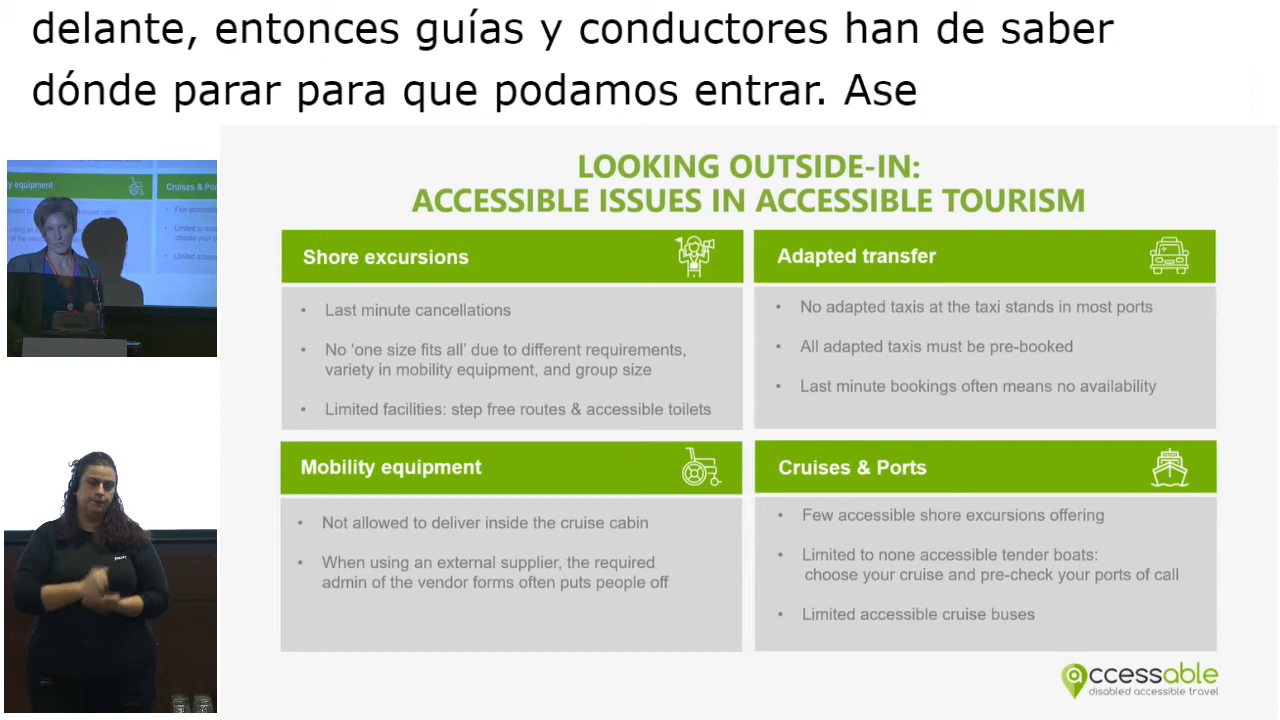 delante, entonces guías y conductores han de saber
dónde parar para que podamos entrar. Ase
LOOKING OUTSIDE-IN:
ACCESSIBLE ISSUES IN ACCESSIBLE TOURISM
Shore excursions
• Last minute cancellations
• No ‘one size fits all’ due to different requirements,
variety in mobility equipment, and group size
• Limited facilities: step free routes & accessible toilets
Adapted transfer
• No adapted taxis at the taxi stands in most ports
• All adapted taxis must be pre-booked
• Last minute bookings often means no availability
Mobility equipment
• Not allowed to deliver inside the cruise cabin
• When using an external supplier, the required
admin of the vendor forms often puts people off
Cruises & Ports
• Few accessible shore excursions offering
• Limited to none accessible tender boats:
choose your cruise and pre-check your ports of call
• Limited accessible cruise buses
accessable
disabled accessible travel
ty equipment
Cruises & Po